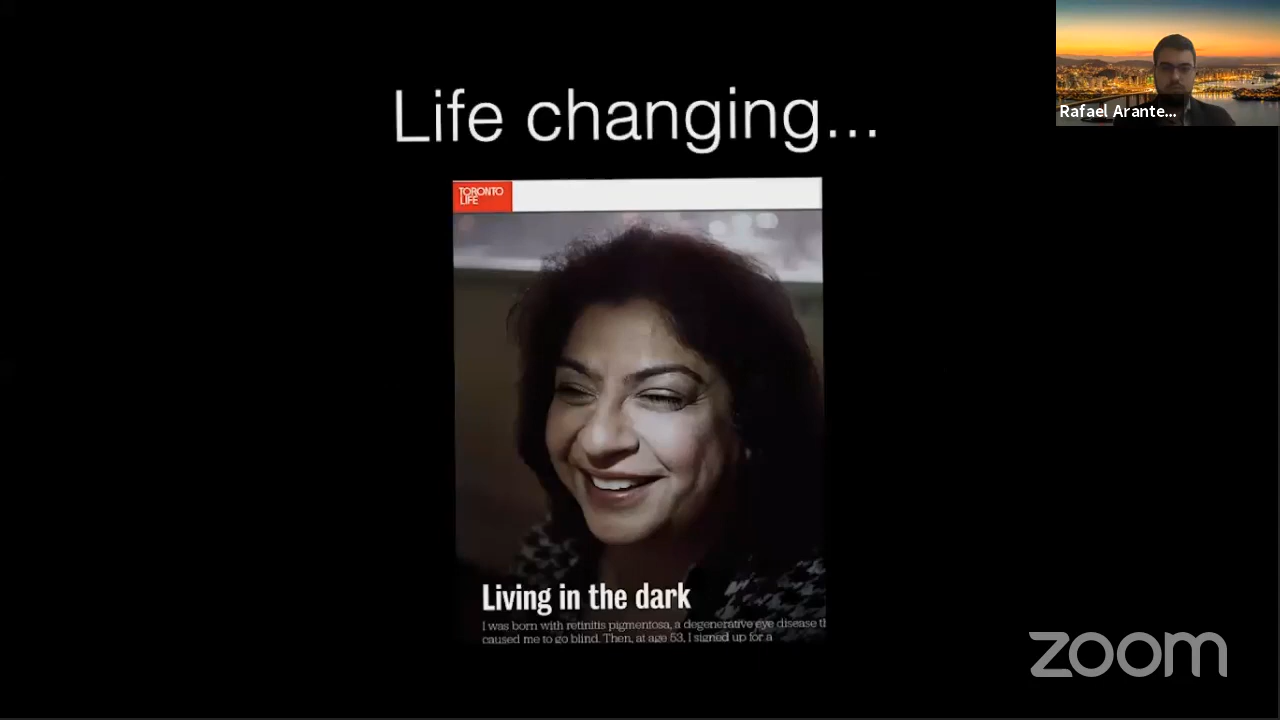 Life changing...
Rafael Arante...
TORONTO
LIFE
Living in the dark
I was born with retinitis pigmentosa, a degenerative eye disease th
caused me to go blind. Then, at age 53, I signed up for a
zoom